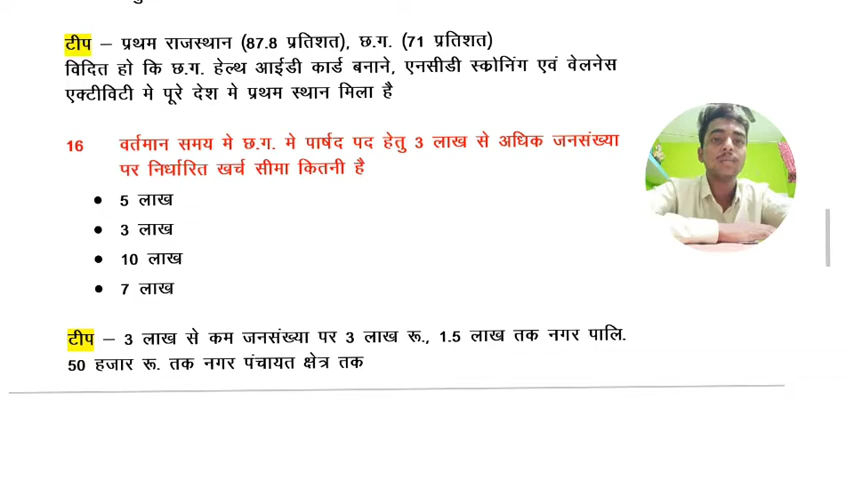 टीप – प्रथम राजस्थान (87.8 प्रतिशत), छ.ग. (71 प्रतिशत)
विदित हो कि छ.ग. हेल्थ आईडी कार्ड बनाने, एनसीडी स्क्रोनिंग एवं वेलनेस
एक्टीविटी मे पूरे देश मे प्रथम स्थान मिला है
16 वर्तमान समय मे छ.ग. मे पार्षद पद हेतु 3 लाख से अधिक जनसंख्या
पर निर्धारित खर्च सीमा कितनी है
• 5 लाख
• 3 लाख
• 10 लाख
• 7 लाख
टीप – 3 लाख से कम जनसंख्या पर 3 लाख रू., 1.5 लाख तक नगर पालि.
50 हजार रू. तक नगर पंचायत क्षेत्र तक